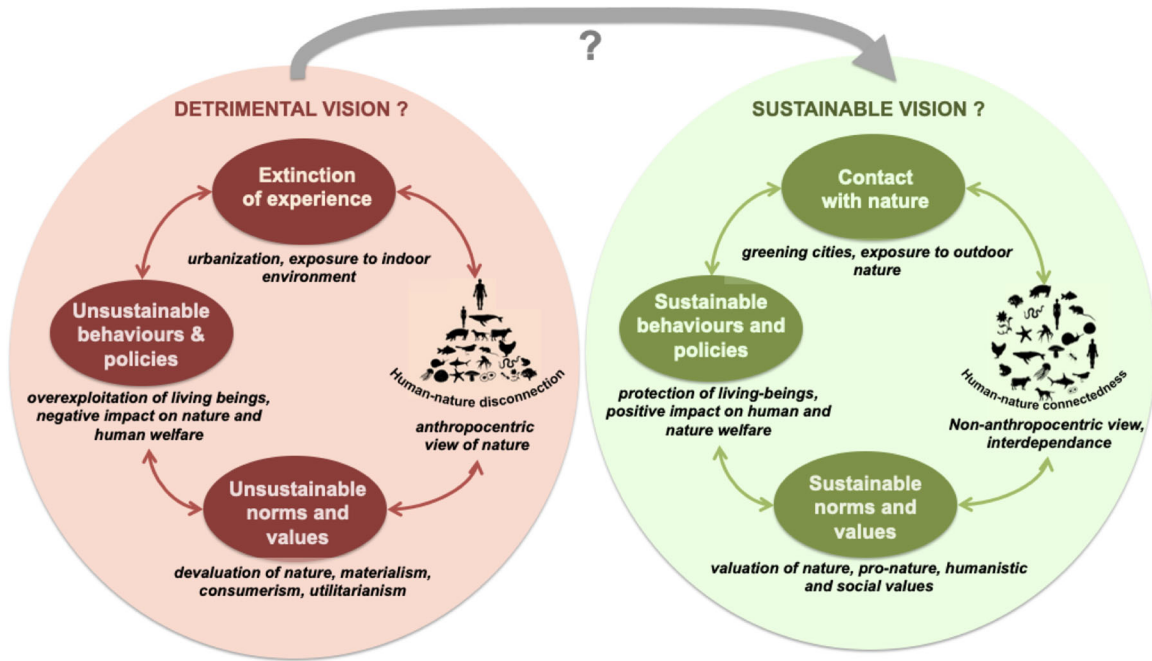 ?
DETRIMENTAL VISION ?
Extinction
of experience
urbanization, exposure to indoor
environment
Unsustainable
behaviours &
policies
overexploitation of living beings,
negative impact on nature and
human welfare
Human-nature disconnection
anthropocentric
view of nature
Unsustainable
norms and
values
devaluation of nature, materialism,
consumerism, utilitarianism
SUSTAINABLE VISION ?
Contact
with nature
greening cities, exposure to outdoor
nature
Sustainable
behaviours and
policies
protection of living-beings,
positive impact on human and
nature welfare
Human-nature connectedness
Non-anthropocentric view,
interdependance
Sustainable
norms and
values
valuation of nature, pro-nature, humanistic
and social values